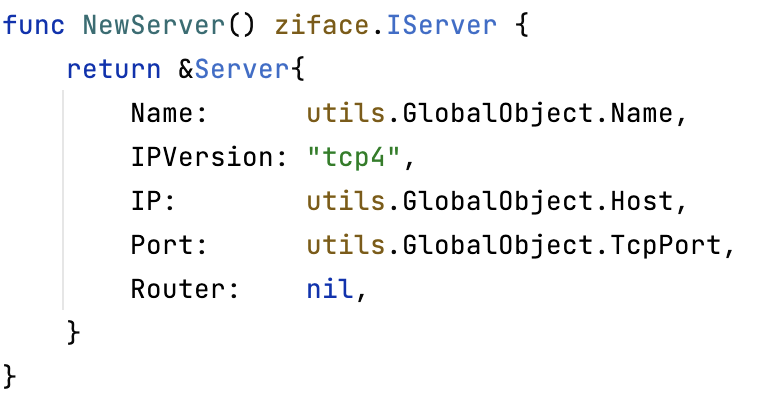 func NewServer() ziface.IServer {
    return &Server{
        Name:      utils.GlobalObject.Name,
        IPVersion: "tcp4",
        IP:        utils.GlobalObject.Host,
        Port:      utils.GlobalObject.TcpPort,
        Router:    nil,
    }
}